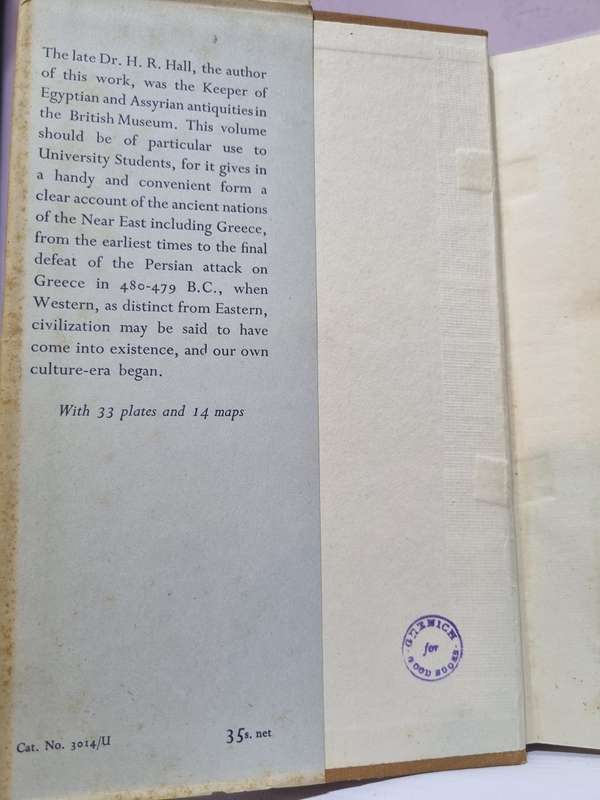 The late Dr. H. R. Hall, the author
of this work, was the Keeper of
Egyptian and Assyrian antiquities in
the British Museum. This volume
should be of particular use to
University Students, for it gives in
a handy and convenient form a
clear account of the ancient nations
of the Near East including Greece,
from the earliest times to the final
defeat of the Persian attack on
Greece in 480-479 B.C., when
Western, as distinct from Eastern,
civilization may be said to have
come into existence, and our own
culture-era began.
With 33 plates and 14 maps
Cat. No. 3014/U
35s. net
for
GOOD BOOKS